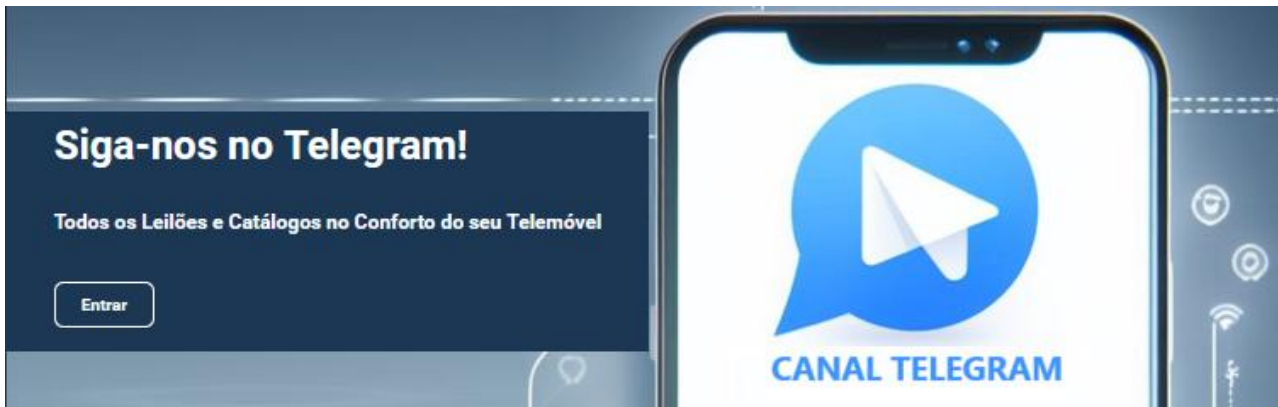 Siga-nos no Telegram!
Todos os Leilões e Catálogos no Conforto do seu Telemóvel
Entrar
CANAL TELEGRAM